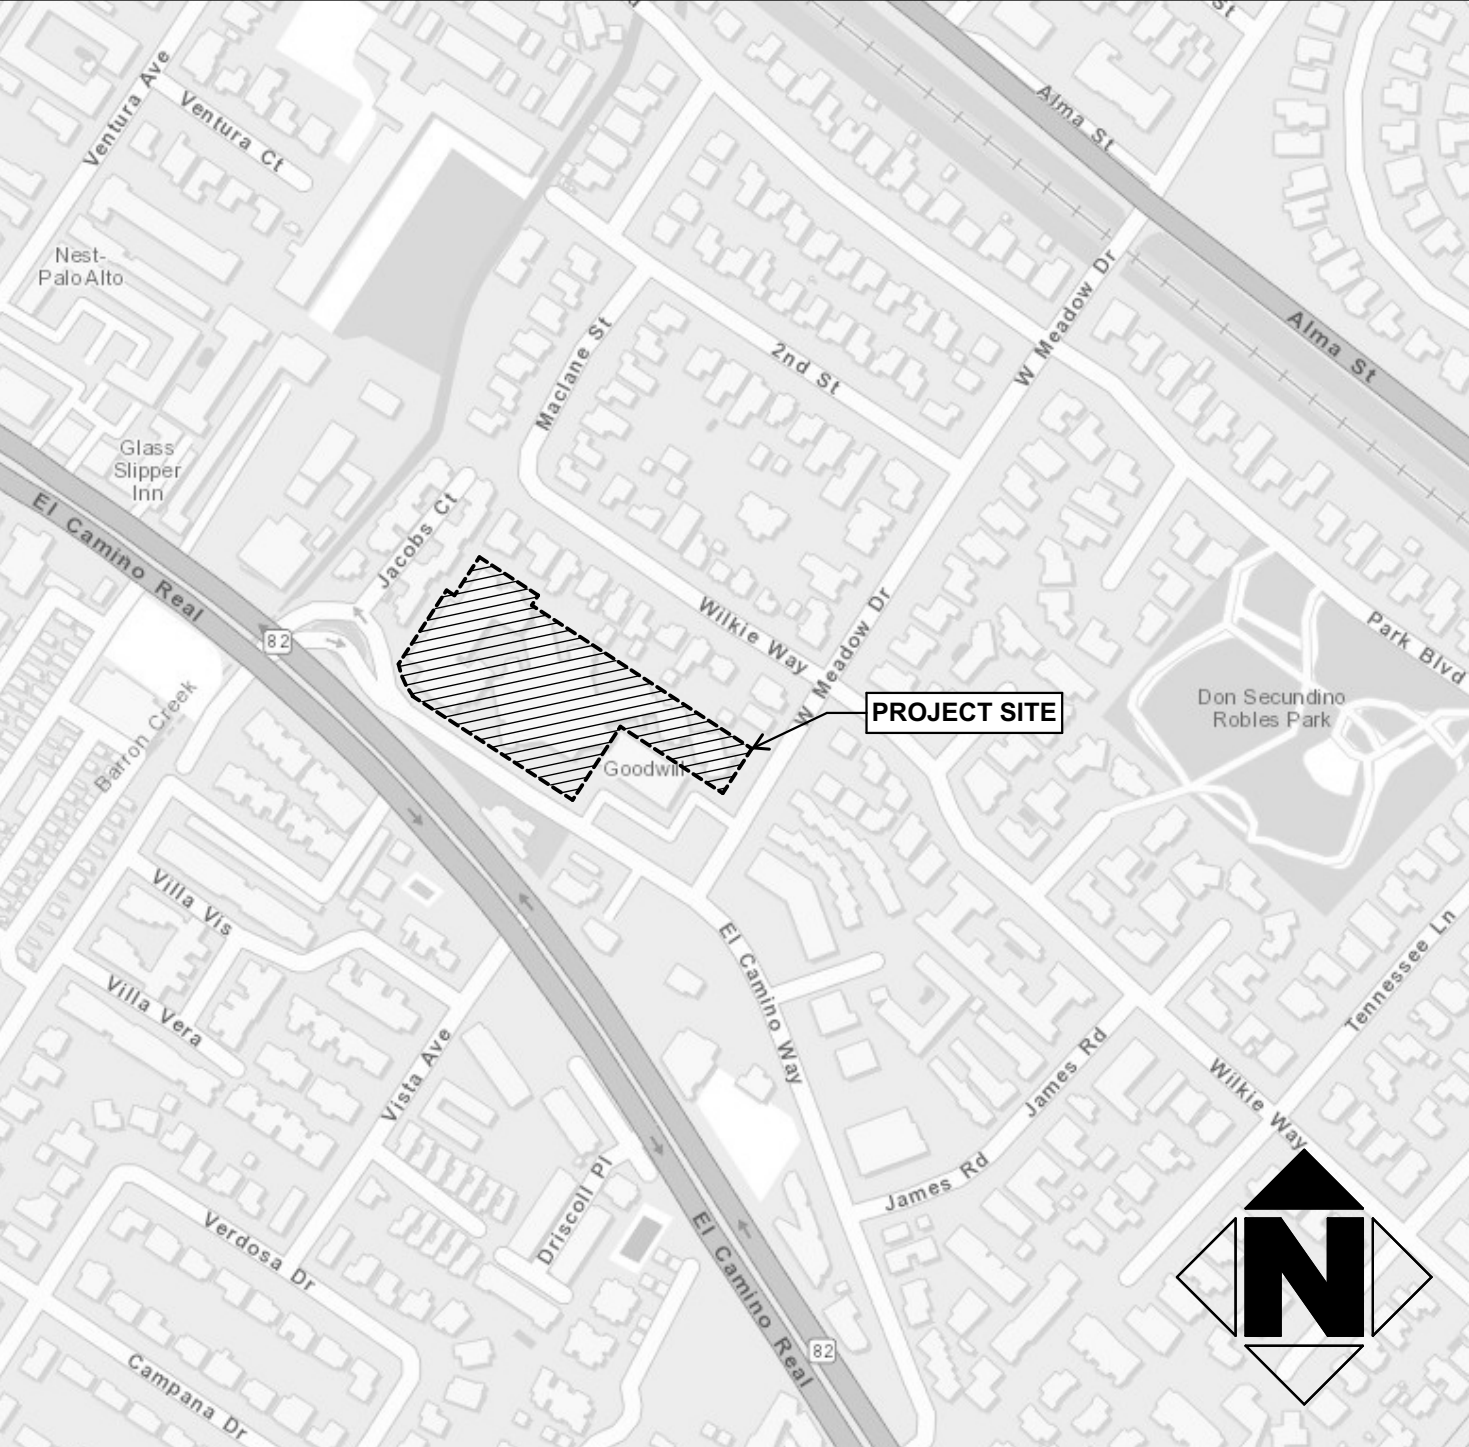 St
Alma St
Ventura Ave
Ventura Ct
Nest-
Palo Alto
W Meadow Dr
Alma St
Maclane St
2nd St
Glass
Slipper
Inn
El Camino Real
Jacobs Ct
82
Wilkie Way
W Meadow Dr
Park Blvd
PROJECT SITE
Don Secundino
Robles Park
Barron Creek
Goodwill
Villa Vis
El Camino Way
Tennessee Ln
Villa Vera
Vista Ave
James Rd
Wilkie Way
James Rd
Driscoll Pl
Verdosa Dr
El Camino Real
N
82
Campana Dr